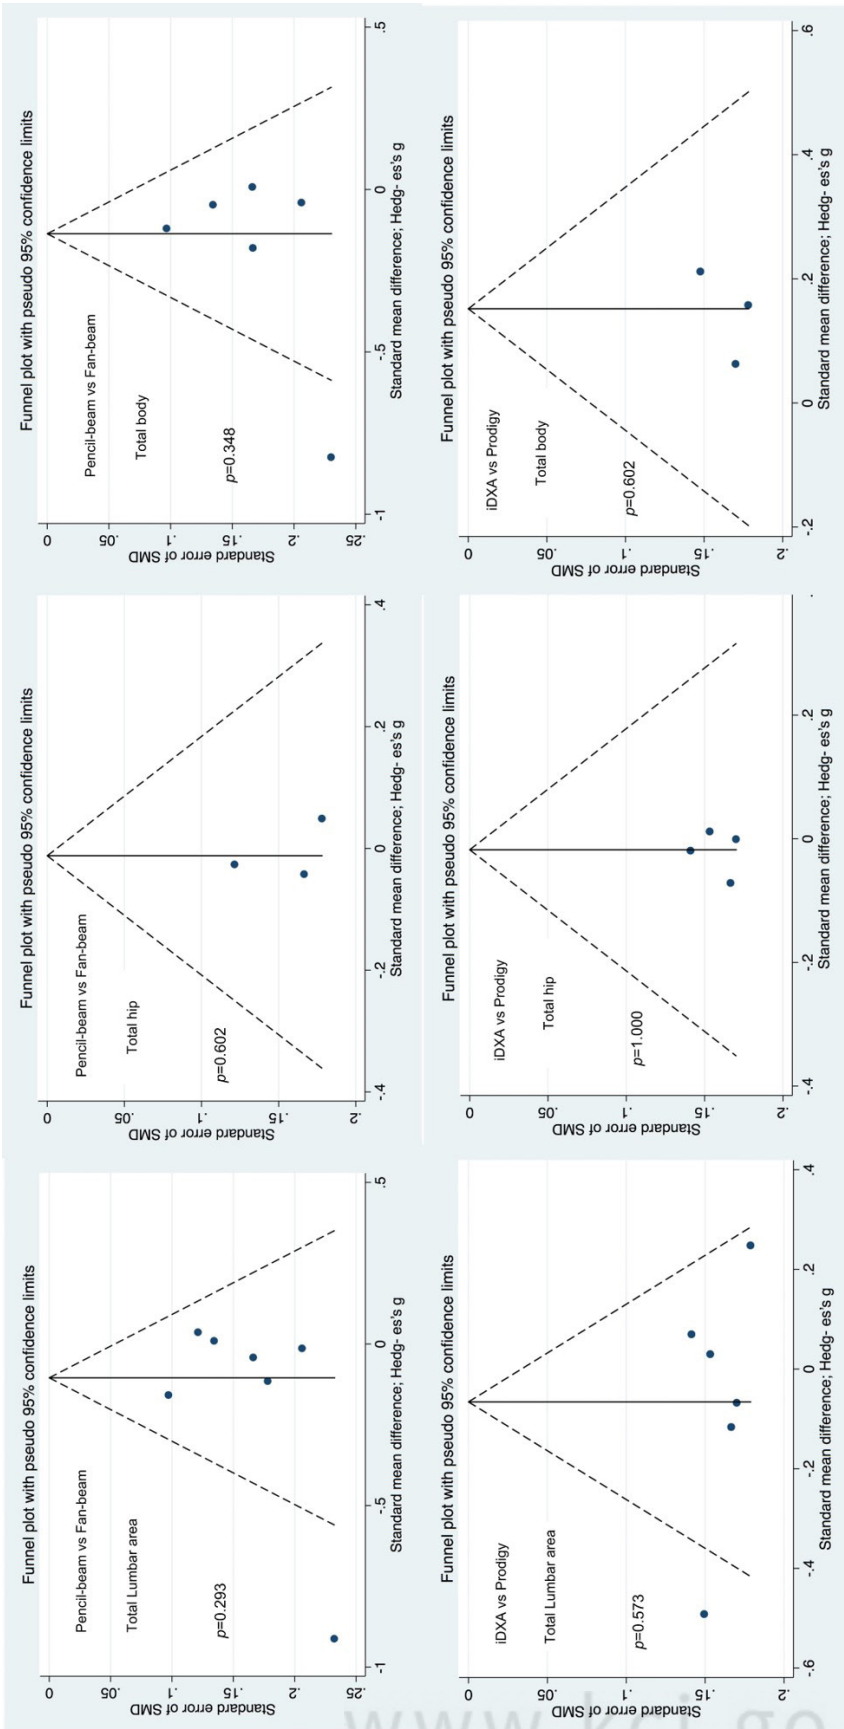 Funnel plot with pseudo 95% confidence limits
Pencil-beam vs Fan-beam
Total Lumbar area
p=0.293
Standard error of SMD
0
.05
.1
.15
.2
.25
-1 -.5 0 .5
Standard mean difference; Hedg- es's g
Funnel plot with pseudo 95% confidence limits
Pencil-beam vs Fan-beam
Total hip
p=0.602
Standard error of SMD
0
.05
.1
.15
.2
-.4 -.2 0 .2 .4
Standard mean difference; Hedg- es's g
Funnel plot with pseudo 95% confidence limits
Pencil-beam vs Fan-beam
Total body
p=0.348
Standard error of SMD
0
.05
.1
.15
.2
.25
-1 -.5 0 .5
Standard mean difference; Hedg- es's g
Funnel plot with pseudo 95% confidence limits
iDXA vs Prodigy
Total Lumbar area
p=0.573
Standard error of SMD
0
.05
.1
.15
.2
-.6 -.4 -.2 0 .2 .4
Standard mean difference; Hedg- es's g
Funnel plot with pseudo 95% confidence limits
iDXA vs Prodigy
Total hip
p=1.000
Standard error of SMD
0
.05
.1
.15
.2
-.4 -.2 0 .2
Standard mean difference; Hedg- es's g
Funnel plot with pseudo 95% confidence limits
iDXA vs Prodigy
Total body
p=0.602
Standard error of SMD
0
.05
.1
.15
.2
-.2 0 .2 .4 .6
Standard mean difference; Hedg- es's g